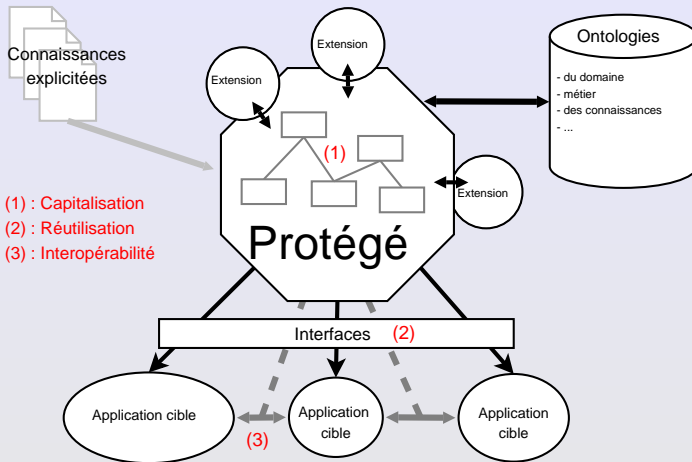 Connaissances
explicitées
Extension
Extension
Extension
Ontologies
- du domaine
- métier
- des connaissances
- ...
(1)
(1) : Capitalisation
(2) : Réutilisation
(3) : Interopérabilité
Protégé
Interfaces (2)
Application cible
Application
cible
Application
cible
(3)